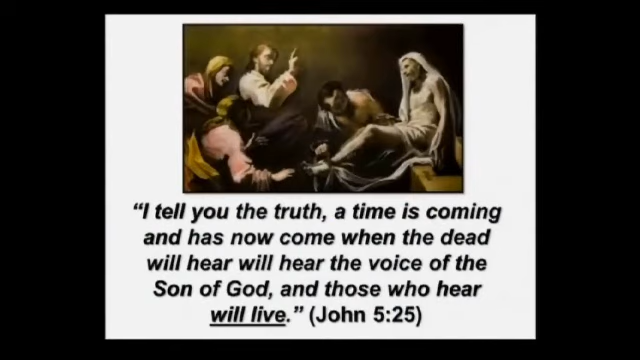 “I tell you the truth, a time is coming
and has now come when the dead
will hear will hear the voice of the
Son of God, and those who hear
will live.” (John 5:25)